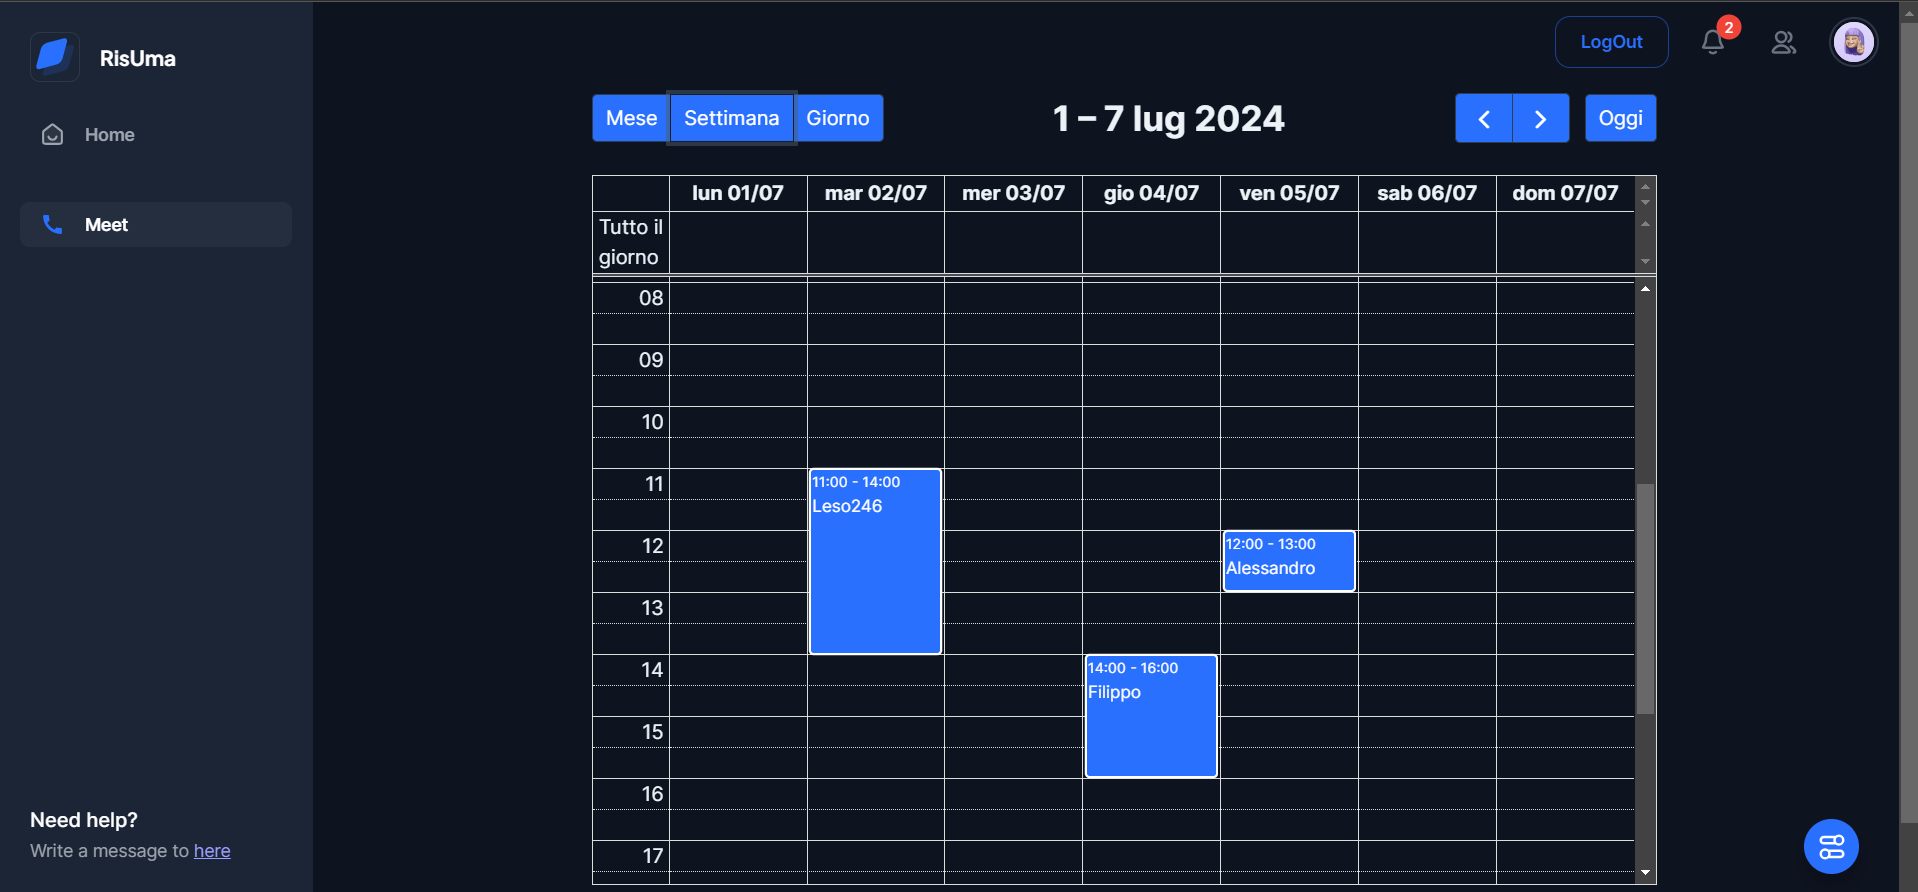 RisUma
LogOut
2
Home
Meet
Mese
Settimana
Giorno
1 – 7 lug 2024
Oggi
lun 01/07
mar 02/07
mer 03/07
gio 04/07
ven 05/07
sab 06/07
dom 07/07
Tutto il
giorno
08
09
10
11
11:00 - 14:00
Leso246
12
12:00 - 13:00
Alessandro
13
14
14:00 - 16:00
Filippo
15
16
17
Need help?
Write a message to here